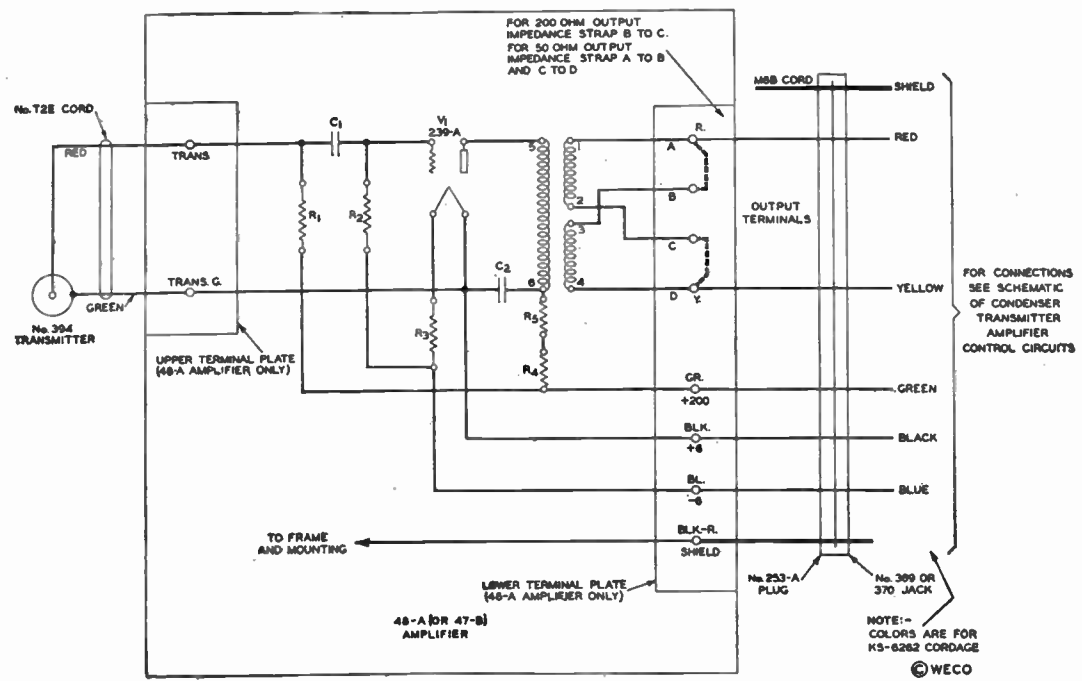 FOR 200 OHM OUTPUT
IMPEDANCE STRAP B TO C.
FOR 50 OHM OUTPUT
IMPEDANCE STRAP A TO B
AND C TO D
M6B CORD
SHIELD
No. T2E CORD
RED
TRANS
C1
V1
239-A
5
1
A
R.
RED
R1
R2
B
2
OUTPUT
TERMINALS
3
C
TRANS. G.
C2
6
4
D
Y.
YELLOW
GREEN
No. 394
TRANSMITTER
R3
R5
R4
FOR CONNECTIONS
SEE SCHEMATIC
OF CONDENSER
TRANSMITTER
AMPLIFIER
CONTROL CIRCUITS
UPPER TERMINAL PLATE
(48-A AMPLIFIER ONLY)
GR.
+200
GREEN
BLK.
+6
BLACK
BL.
-6
BLUE
TO FRAME
AND MOUNTING
BLK-R.
SHIELD
LOWER TERMINAL PLATE
(48-A AMPLIFIER ONLY)
No. 253-A
PLUG
No. 369 OR
370 JACK
48-A (OR 47-B)
AMPLIFIER
NOTE:-
COLORS ARE FOR
KS-6262 CORDAGE
© WECO